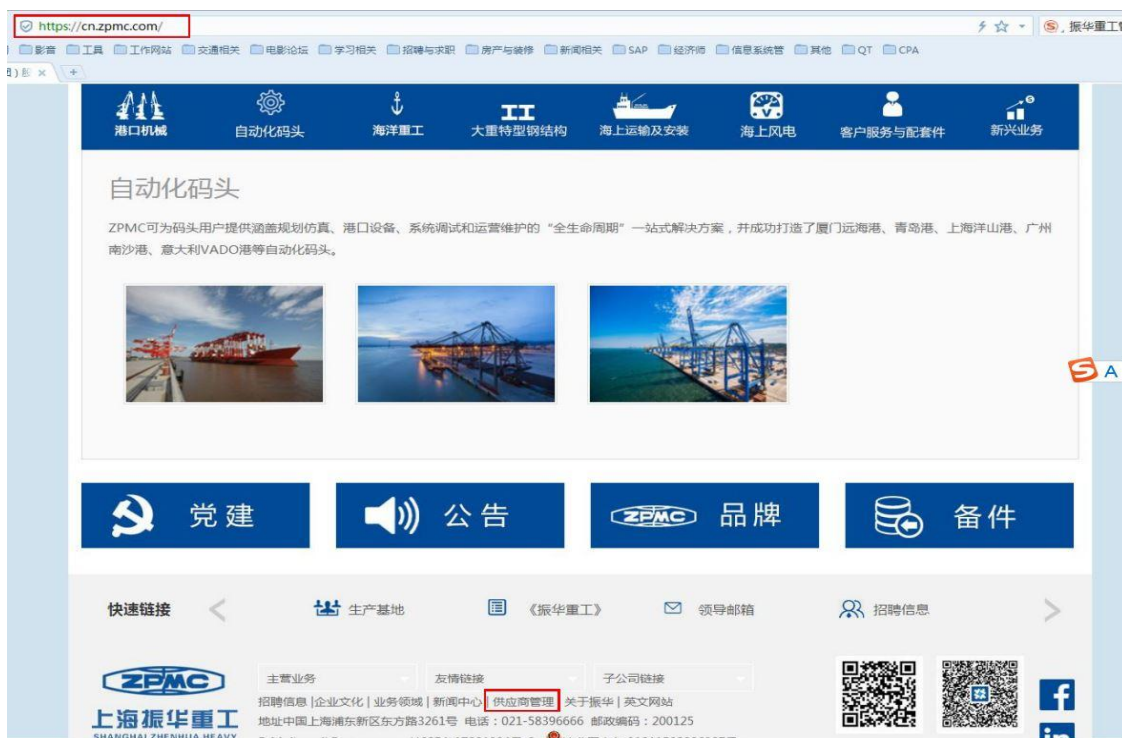 https://cn.zpmc.com/
振华重工
影音 工具 工作网站 交通相关 电影论坛 学习相关 招聘与求职 房产与装修 新闻相关 SAP 经济师 信息系统管 其他 QT CPA
港口机械 自动化码头 海洋重工 大重特型钢结构 海上运输及安装 海上风电 客户服务与配套件 新兴业务
自动化码头
ZPMC可为码头用户提供涵盖规划仿真、港口设备、系统调试和运营维护的“全生命周期”一站式解决方案，并成功打造了厦门远海港、青岛港、上海洋山港、广州
南沙港、意大利VADO港等自动化码头。
A
党建 公告 ZPMC 品牌 备件
快速链接 生产基地 《振华重工》 领导邮箱 招聘信息
ZPMC 主营业务 友情链接 子公司链接
招聘信息 | 企业文化 | 业务领域 | 新闻中心 | 供应商管理 关于振华 | 英文网站
上海振华重工 地址中国上海浦东新区东方路3261号 电话：021-58396666 邮政编码：200125
SHANGHAI ZHENHUA HEAVY